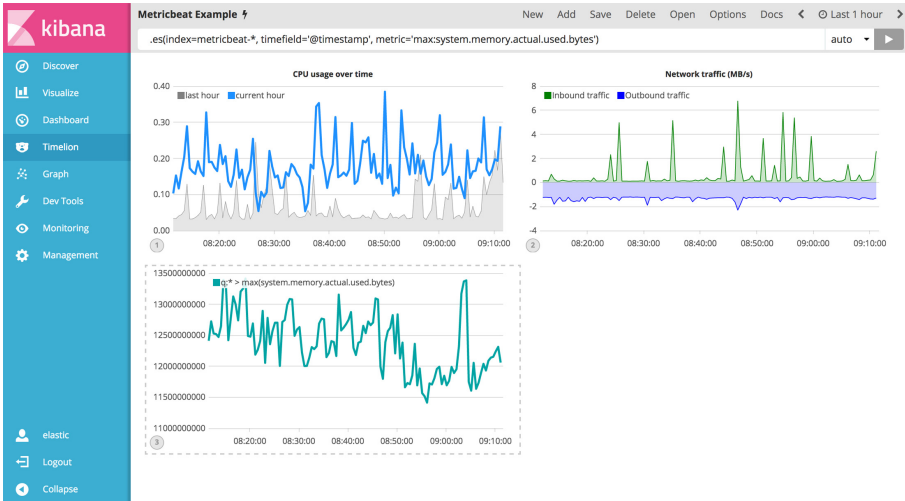 kibana
Discover
Visualize
Dashboard
Timelion
Graph
Dev Tools
Monitoring
Management
elastic
Logout
Collapse
Metricbeat Example
New Add Save Delete Open Options Docs Last 1 hour
.es(index=metricbeat-*, timefield='@timestamp', metric='max:system.memory.actual.used.bytes')
auto
CPU usage over time
last hour current hour
0.40
0.30
0.20
0.10
0.00
08:20:00 08:30:00 08:40:00 08:50:00 09:00:00 09:10:00
1
Network traffic (MB/s)
Inbound traffic Outbound traffic
8
6
4
2
0
-2
-4
08:20:00 08:30:00 08:40:00 08:50:00 09:00:00 09:10:00
2
q:* > max(system.memory.actual.used.bytes)
13500000000
13000000000
12500000000
12000000000
11500000000
11000000000
08:20:00 08:30:00 08:40:00 08:50:00 09:00:00 09:10:00
3